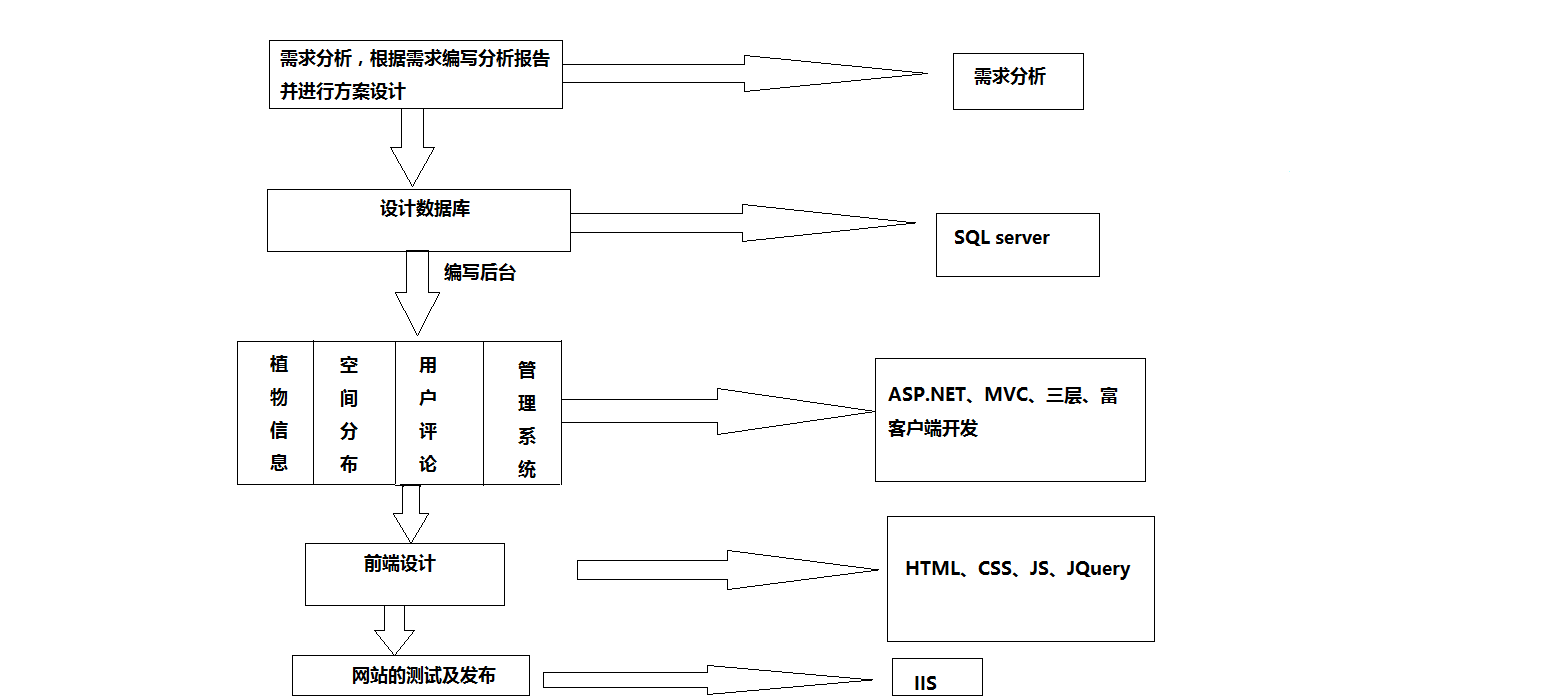 需求分析，根据需求编写分析报告
并进行方案设计
需求分析
设计数据库
SQL server
编写后台
植物信息
空间分布
用户评论
管理系统
ASP.NET、MVC、三层、富
客户端开发
前端设计
HTML、CSS、JS、JQuery
网站的测试及发布
IIS